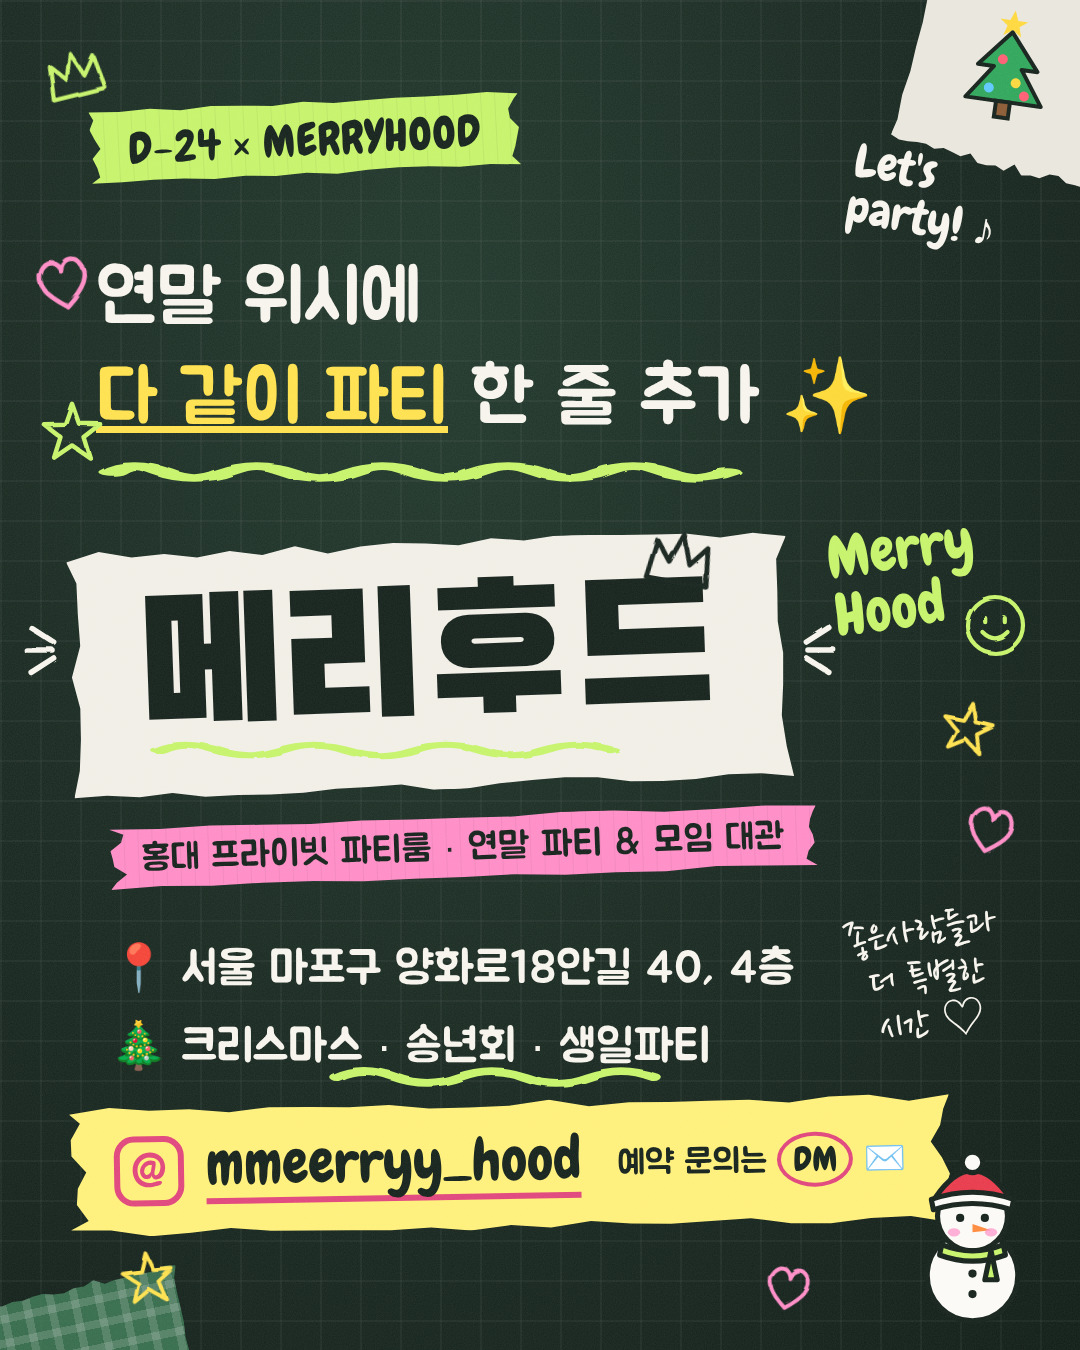 D-24 × MERRYHOOD
Let's
party! ♪
연말 위시에
다 같이 파티 한 줄 추가 ✨
메리후드
Merry
Hood
홍대 프라이빗 파티룸 · 연말 파티 & 모임 대관
📍 서울 마포구 양화로18안길 40, 4층
🎄 크리스마스 · 송년회 · 생일파티
좋은사람들과
더 특별한
시간 ♡
@ mmeerryy_hood 예약 문의는 DM ✉️